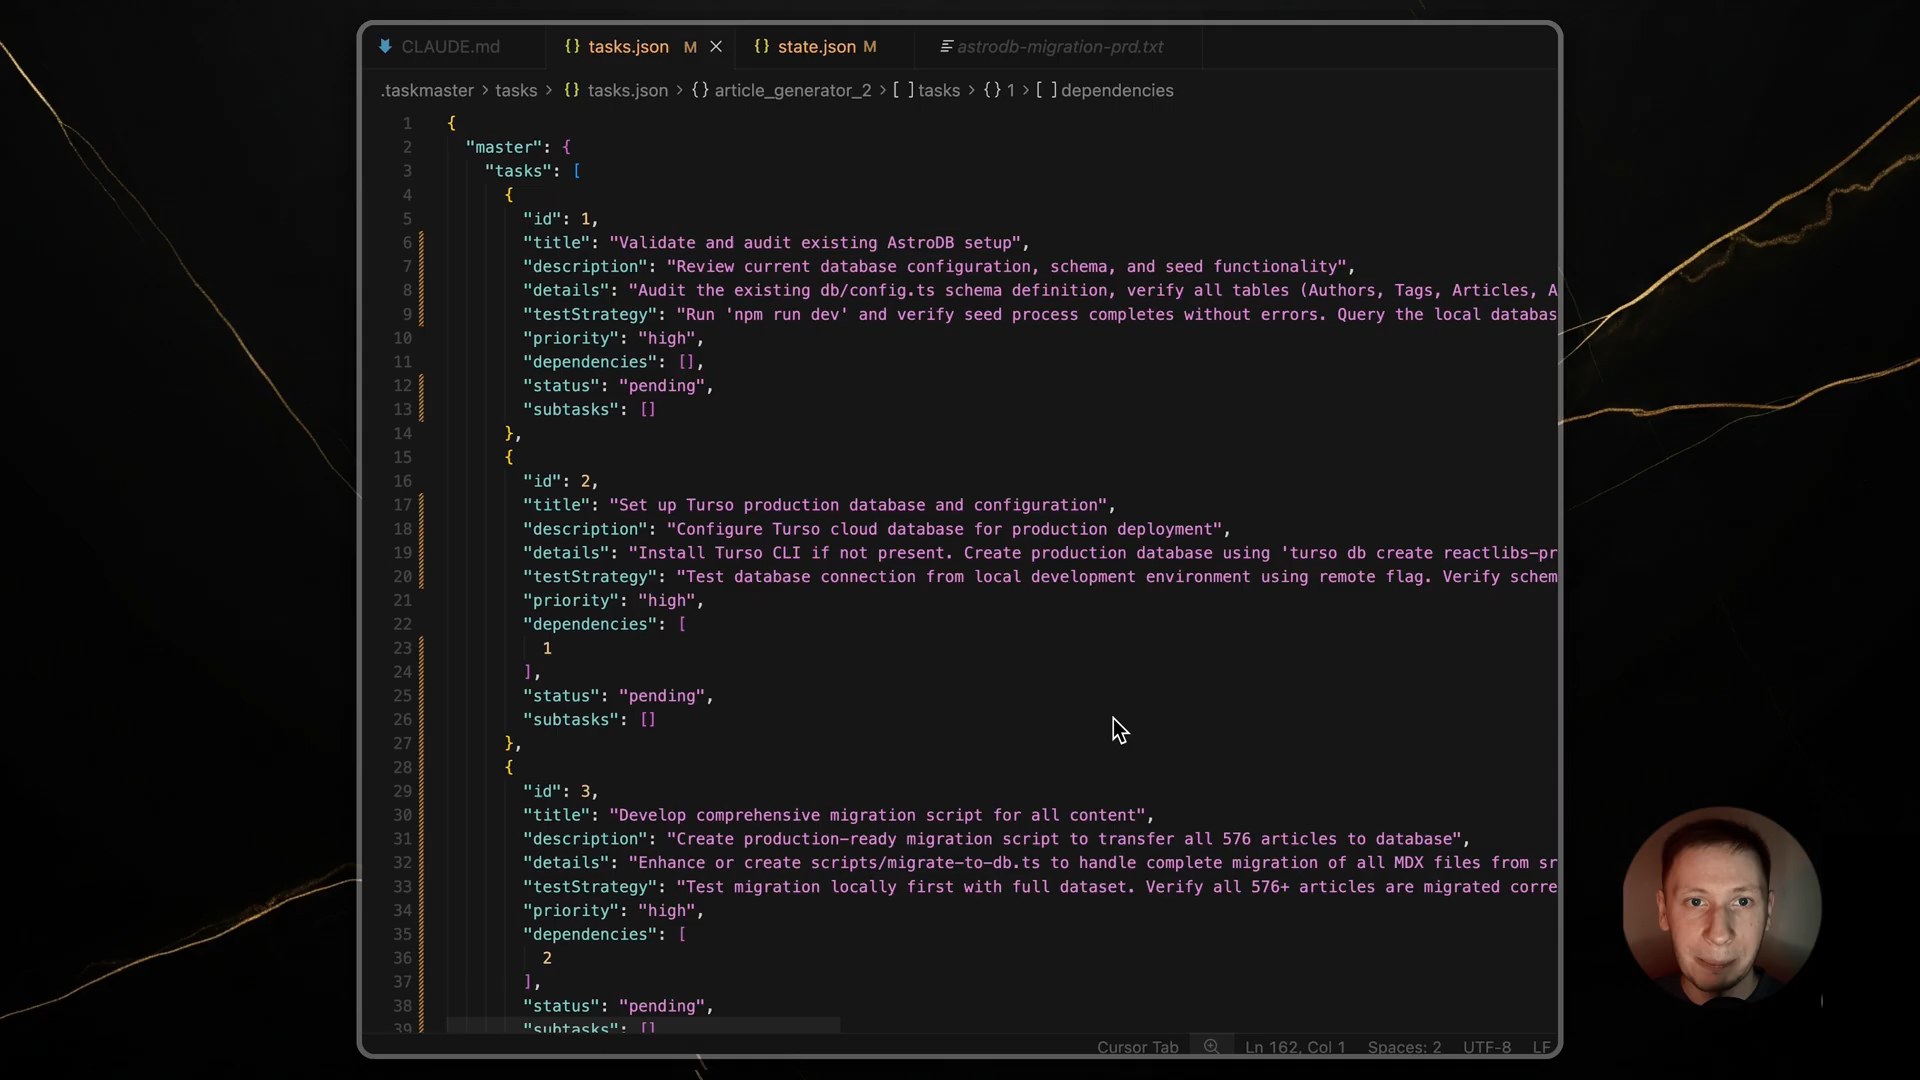 CLAUDE.md {} tasks.json M × {} state.json M astrodb-migration-prd.txt
.taskmaster > tasks > {} tasks.json > {} article_generator_2 > [ ] tasks > {} 1 > [ ] dependencies
1 {
2 "master": {
3 "tasks": [
4 {
5 "id": 1,
6 "title": "Validate and audit existing AstroDB setup",
7 "description": "Review current database configuration, schema, and seed functionality",
8 "details": "Audit the existing db/config.ts schema definition, verify all tables (Authors, Tags, Articles, A
9 "testStrategy": "Run 'npm run dev' and verify seed process completes without errors. Query the local databas
10 "priority": "high",
11 "dependencies": [],
12 "status": "pending",
13 "subtasks": []
14 },
15 {
16 "id": 2,
17 "title": "Set up Turso production database and configuration",
18 "description": "Configure Turso cloud database for production deployment",
19 "details": "Install Turso CLI if not present. Create production database using 'turso db create reactlibs-pr
20 "testStrategy": "Test database connection from local development environment using remote flag. Verify schem
21 "priority": "high",
22 "dependencies": [
23 1
24 ],
25 "status": "pending",
26 "subtasks": []
27 },
28 {
29 "id": 3,
30 "title": "Develop comprehensive migration script for all content",
31 "description": "Create production-ready migration script to transfer all 576 articles to database",
32 "details": "Enhance or create scripts/migrate-to-db.ts to handle complete migration of all MDX files from sr
33 "testStrategy": "Test migration locally first with full dataset. Verify all 576+ articles are migrated corre
34 "priority": "high",
35 "dependencies": [
36 2
37 ],
38 "status": "pending",
39 "subtasks": []
Cursor Tab Ln 162, Col 1 Spaces: 2 UTF-8 LF